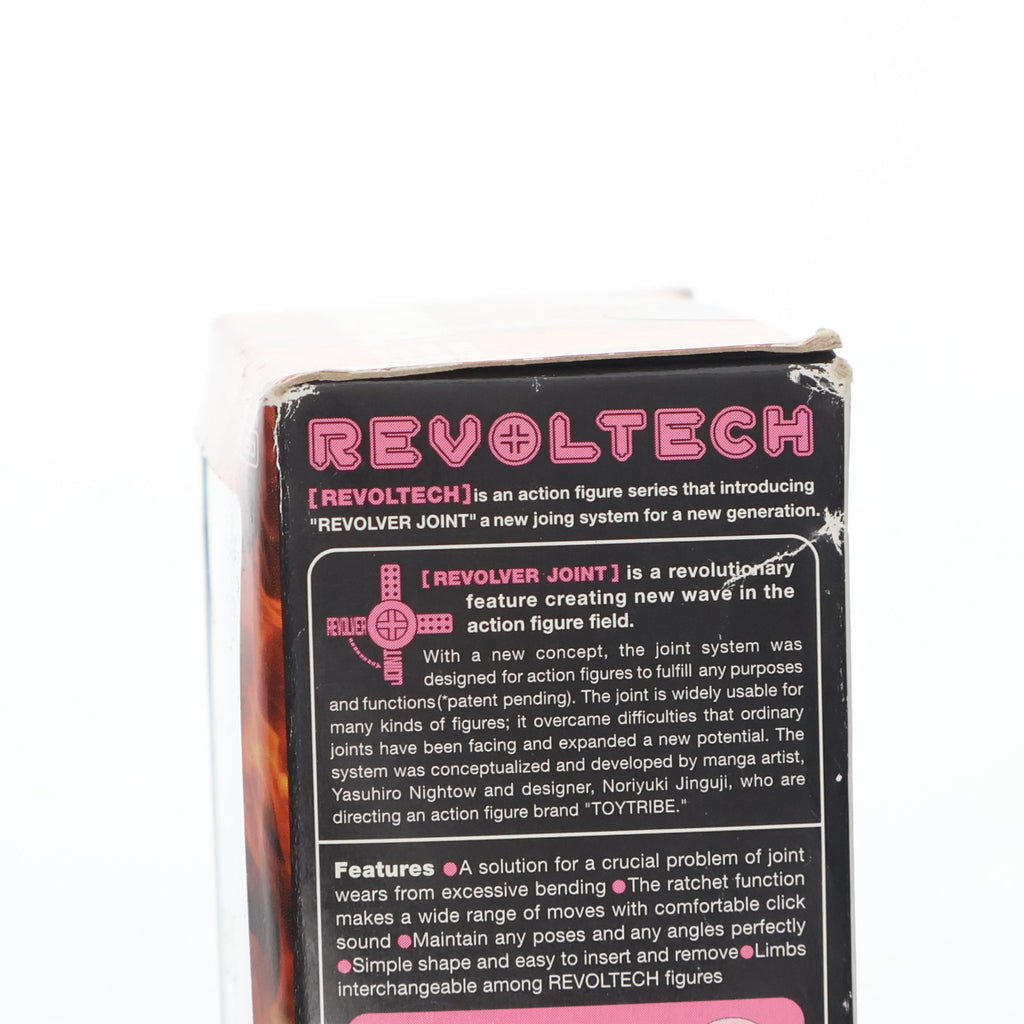 REVOLTECH
[REVOLTECH] is an action figure series that introducing
"REVOLVER JOINT" a new joing system for a new generation.
REVOLVER
JOINT
[REVOLVER JOINT] is a revolutionary
feature creating new wave in the
action figure field.
With a new concept, the joint system was
designed for action figures to fulfill any purposes
and functions(*patent pending). The joint is widely usable for
many kinds of figures; it overcame difficulties that ordinary
joints have been facing and expanded a new potential. The
system was conceptualized and developed by manga artist,
Yasuhiro Nightow and designer, Noriyuki Jinguji, who are
directing an action figure brand "TOYTRIBE."
Features ●A solution for a crucial problem of joint
wears from excessive bending ●The ratchet function
makes a wide range of moves with comfortable click
sound ●Maintain any poses and any angles perfectly
●Simple shape and easy to insert and remove●Limbs
interchangeable among REVOLTECH figures